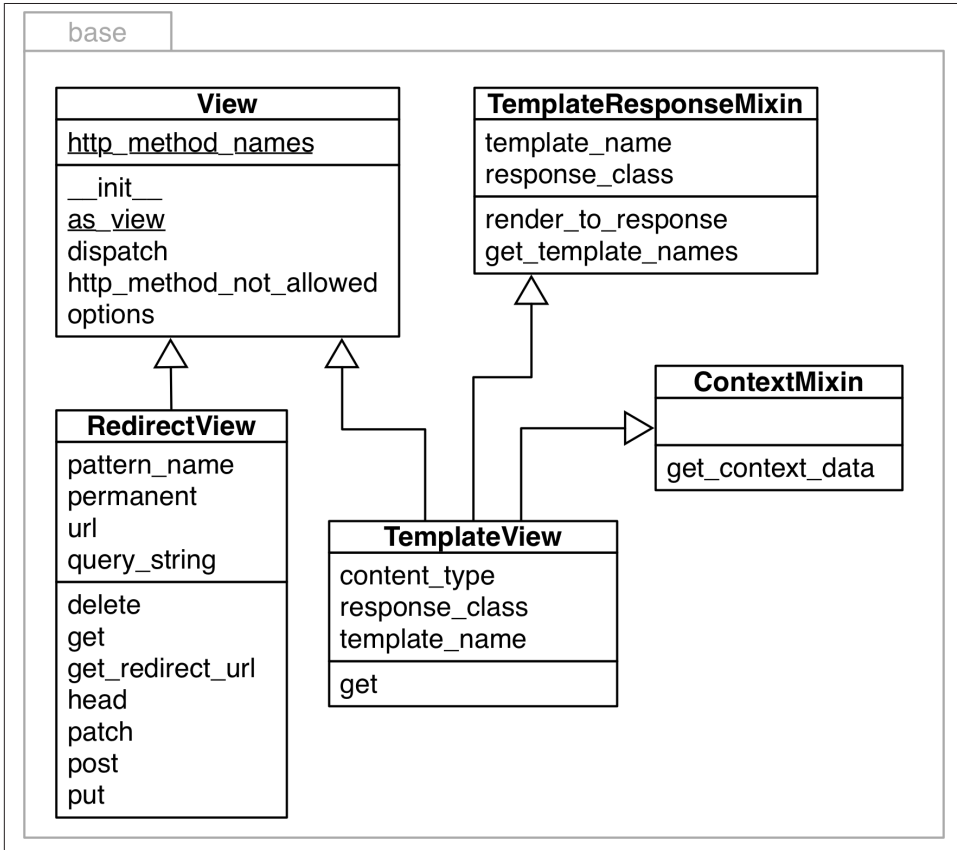 base
View
http_method_names
__init__
as_view
dispatch
http_method_not_allowed
options
TemplateResponseMixin
template_name
response_class
render_to_response
get_template_names
ContextMixin
get_context_data
RedirectView
pattern_name
permanent
url
query_string
delete
get
get_redirect_url
head
patch
post
put
TemplateView
content_type
response_class
template_name
get